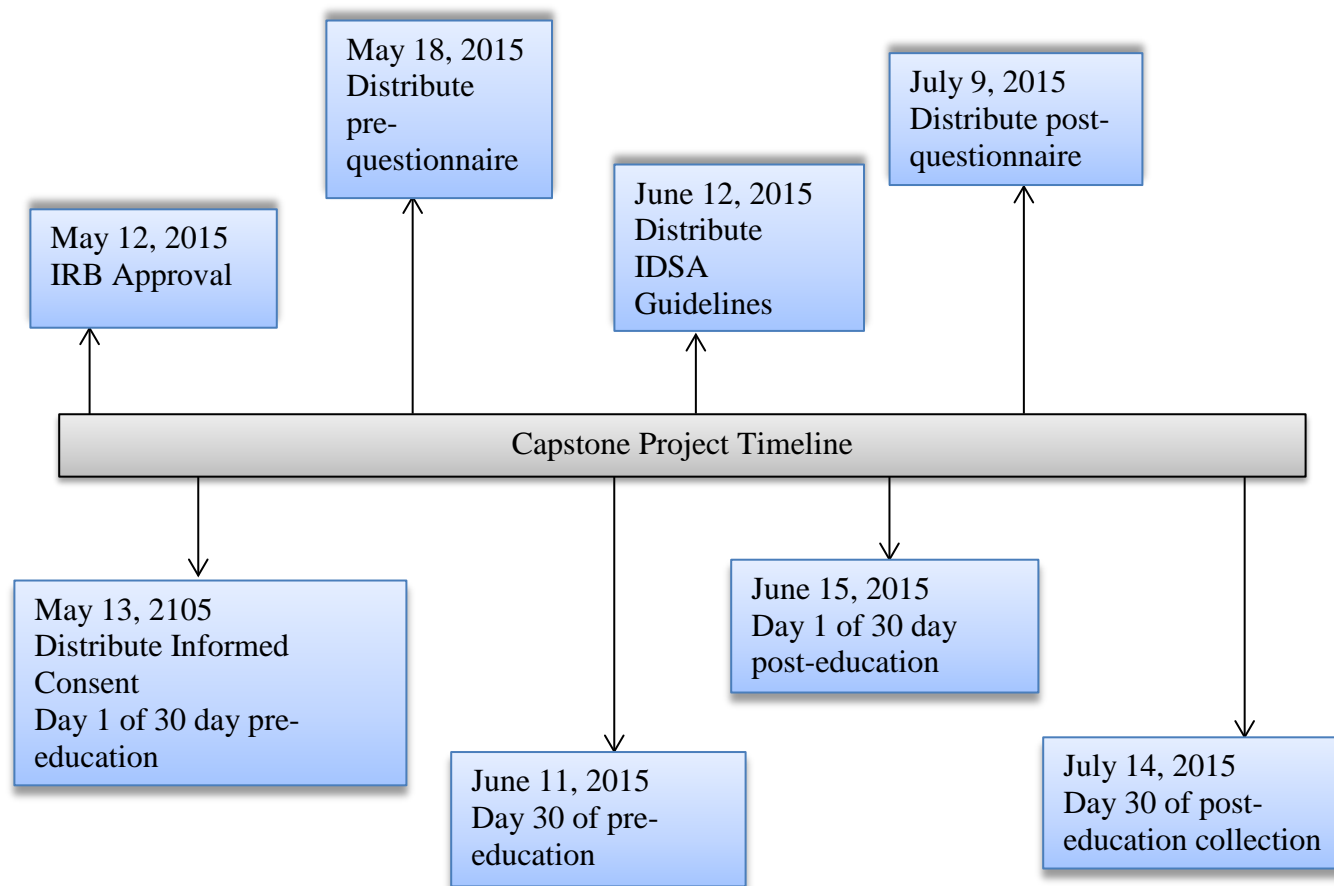 May 18, 2015
Distribute
pre-
questionnaire
July 9, 2015
Distribute post-
questionnaire
June 12, 2015
Distribute
IDSA
Guidelines
May 12, 2015
IRB Approval
Capstone Project Timeline
May 13, 2105
Distribute Informed
Consent
Day 1 of 30 day pre-
education
June 15, 2015
Day 1 of 30 day
post-education
June 11, 2015
Day 30 of pre-
education
July 14, 2015
Day 30 of post-
education collection